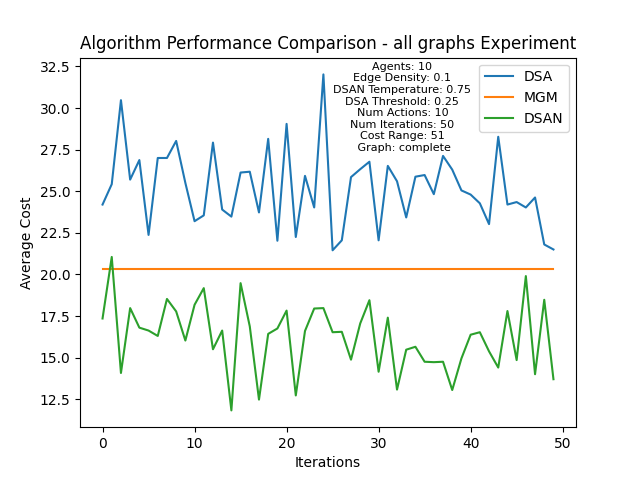 Algorithm Performance Comparison - all graphs Experiment
Agents: 10
Edge Density: 0.1
DSAN Temperature: 0.75
DSA Threshold: 0.25
Num Actions: 10
Num Iterations: 50
Cost Range: 51
Graph: complete
DSA
MGM
DSAN
Average Cost
32.5
30.0
27.5
25.0
22.5
20.0
17.5
15.0
12.5
0
10
20
30
40
50
Iterations